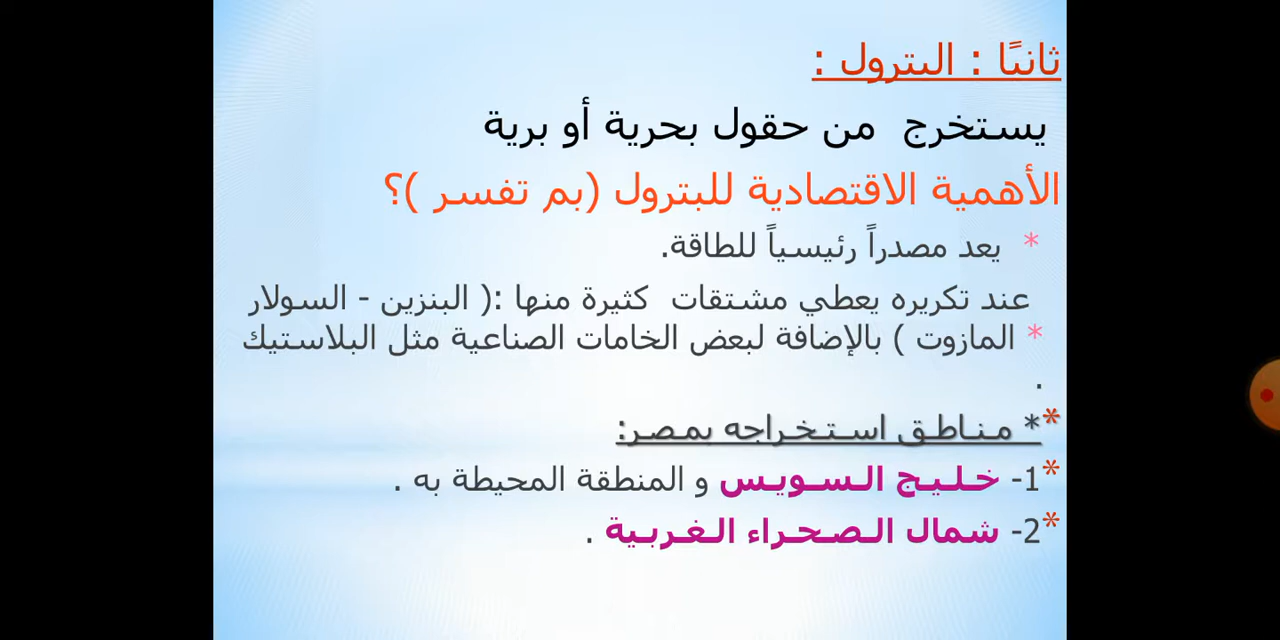 ثانيًا : البترول :
يستخرج من حقول بحرية أو برية
الأهمية الاقتصادية للبترول (بم تفسر )؟
* يعد مصدراً رئيسياً للطاقة.
عند تكريره يعطي مشتقات كثيرة منها :( البنزين - السولار
* المازوت ) بالإضافة لبعض الخامات الصناعية مثل البلاستيك
.
** مناطق استخراجه بمصر:
*1- خليج السويس و المنطقة المحيطة به .
*2- شمال الصحراء الغربية .